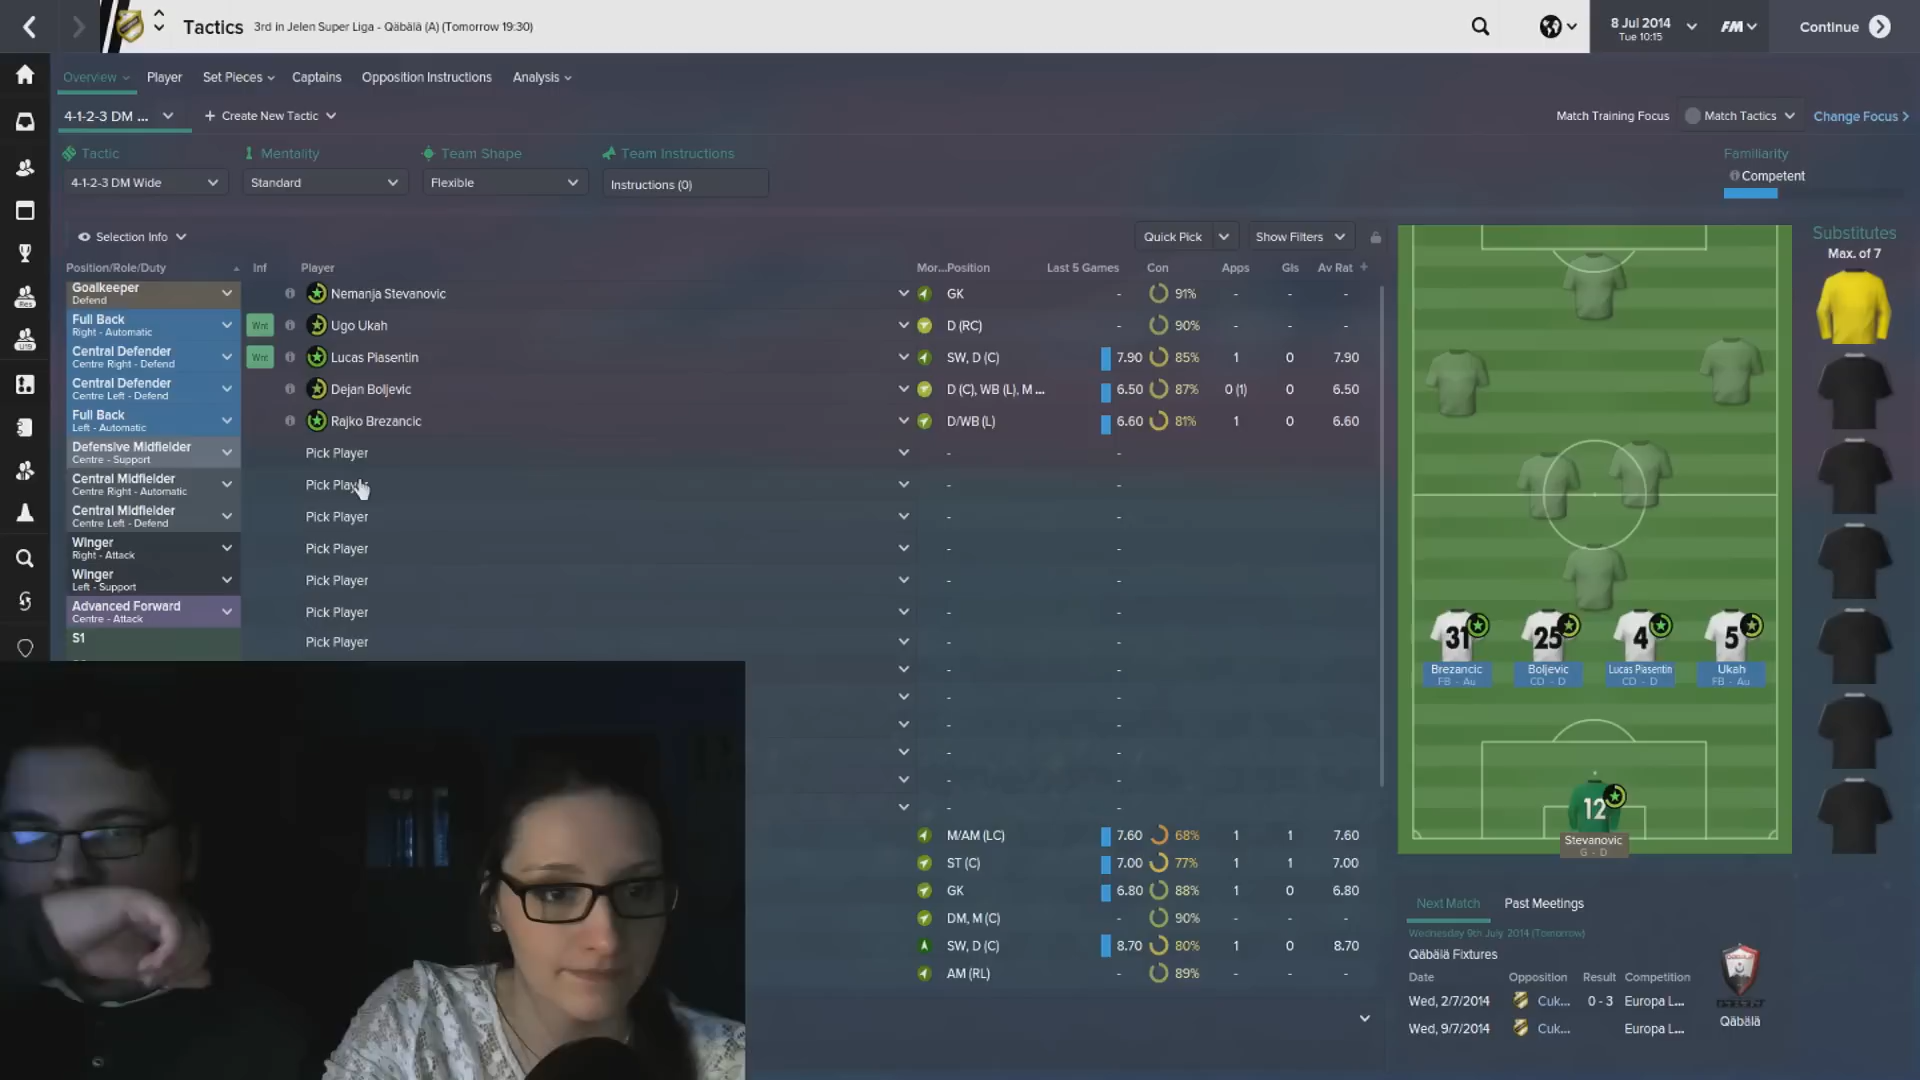 Tactics 3rd in Jelen Super Liga - Qäbälä (A) (Tomorrow 19:30)
8 Jul 2014
Tue 10:15
FM
Continue
Overview Player Set Pieces Captains Opposition Instructions Analysis
4-1-2-3 DM ... + Create New Tactic
Match Training Focus Match Tactics Change Focus
Tactic Mentality Team Shape Team Instructions
4-1-2-3 DM Wide Standard Flexible Instructions (0)
Familiarity
Competent
Selection Info Quick Pick Show Filters
Position/Role/Duty Inf Player Mor... Position Last 5 Games Con Apps Gls Av Rat
Goalkeeper
Defend
Nemanja Stevanovic GK - 91% - - -
Full Back
Right - Automatic
Wnt Ugo Ukah D (RC) - 90% - - -
Central Defender
Centre Right - Defend
Wnt Lucas Piasentin SW, D (C) 7.90 85% 1 0 7.90
Central Defender
Centre Left - Defend
Dejan Boljevic D (C), WB (L), M ... 6.50 87% 0 (1) 0 6.50
Full Back
Left - Automatic
Rajko Brezancic D/WB (L) 6.60 81% 1 0 6.60
Defensive Midfielder
Centre - Support
Pick Player - -
Central Midfielder
Centre Right - Automatic
Pick Player - -
Central Midfielder
Centre Left - Defend
Pick Player - -
Winger
Right - Attack
Pick Player - -
Winger
Left - Support
Pick Player - -
Advanced Forward
Centre - Attack
Pick Player - -
S1
Pick Player - -
- -
- -
- -
- -
- -
- -
M/AM (LC) 7.60 68% 1 1 7.60
ST (C) 7.00 77% 1 1 7.00
GK 6.80 88% 1 0 6.80
DM, M (C) - 90% - - -
SW, D (C) 8.70 80% 1 0 8.70
AM (RL) - 89% - - -
Substitutes
Max. of 7
31 25 4 5
Brezancic Boljevic Lucas Piasentin Ukah
FB - Au CD - D CD - D FB - Au
12
Stevanovic
G - D
Next Match Past Meetings
Wednesday 9th July 2014 (Tomorrow)
Qäbälä Fixtures
Date Opposition Result Competition
Wed, 2/7/2014 Cuk... 0 - 3 Europa L...
Wed, 9/7/2014 Cuk... Europa L...
Qäbälä
Res
U19